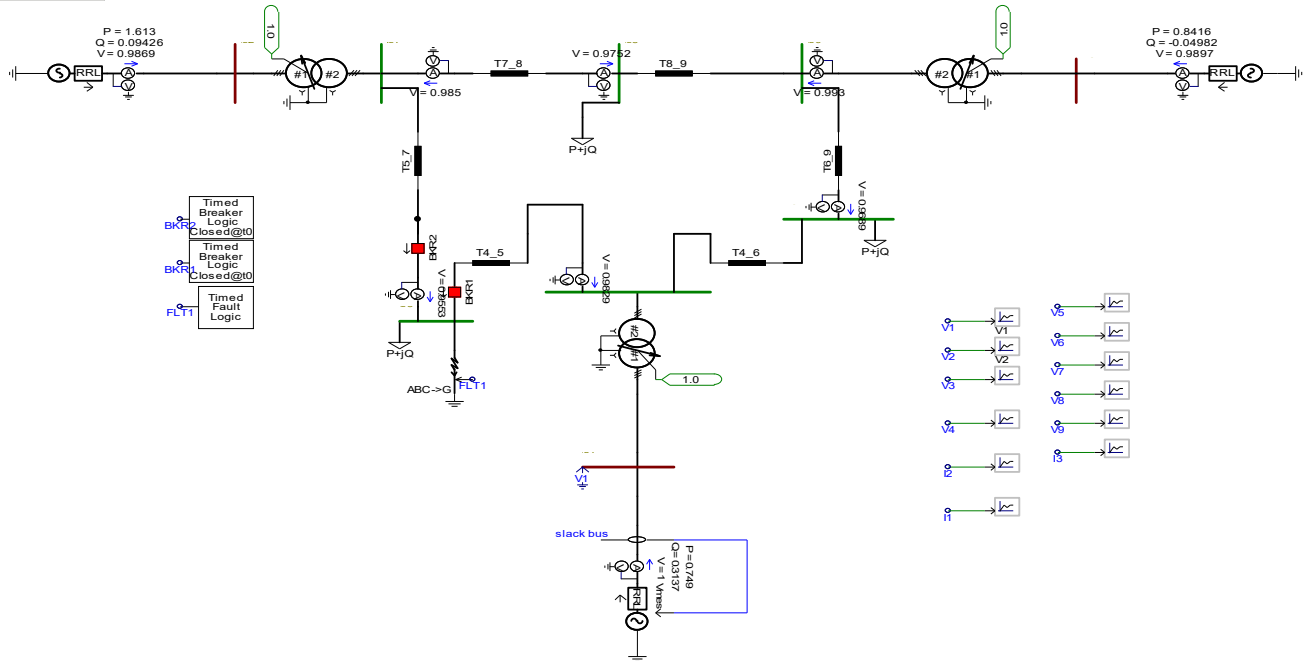 P = 1.613
Q = 0.09426
V = 0.9869
RRL
A
V
1.0
#1
#2
V
A
V = 0.985
T7_8
V = 0.9752
A
V
T8_9
V
A
V = 0.993
1.0
#2
#1
P = 0.8416
Q = -0.04982
V = 0.9897
A
V
RRL
P+jQ
T5_7
T6_9
Timed
Breaker
Logic
Closed@t0
BKR2
Timed
Breaker
Logic
Closed@t0
BKR1
Timed
Fault
Logic
FLT1
BKR2
V
A
BKR1
P+jQ
T4_5
V
A
T4_6
V
A
P+jQ
ABC->G
FLT1
#2
#1
1.0
V1
slack bus
P = 0.749
Q = 0.3137
V = 1
Vmes
V
A
RRL
V1
V1
V2
V2
V3
V4
I2
I1
V5
V6
V7
V8
V9
I3